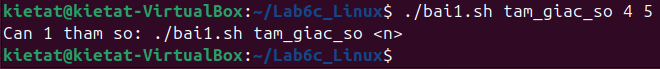 kietat@kietat-VirtualBox:~/Lab6c_Linux$ ./bai1.sh tam_giac_so 4 5
Can 1 tham so: ./bai1.sh tam_giac_so <n>
kietat@kietat-VirtualBox:~/Lab6c_Linux$